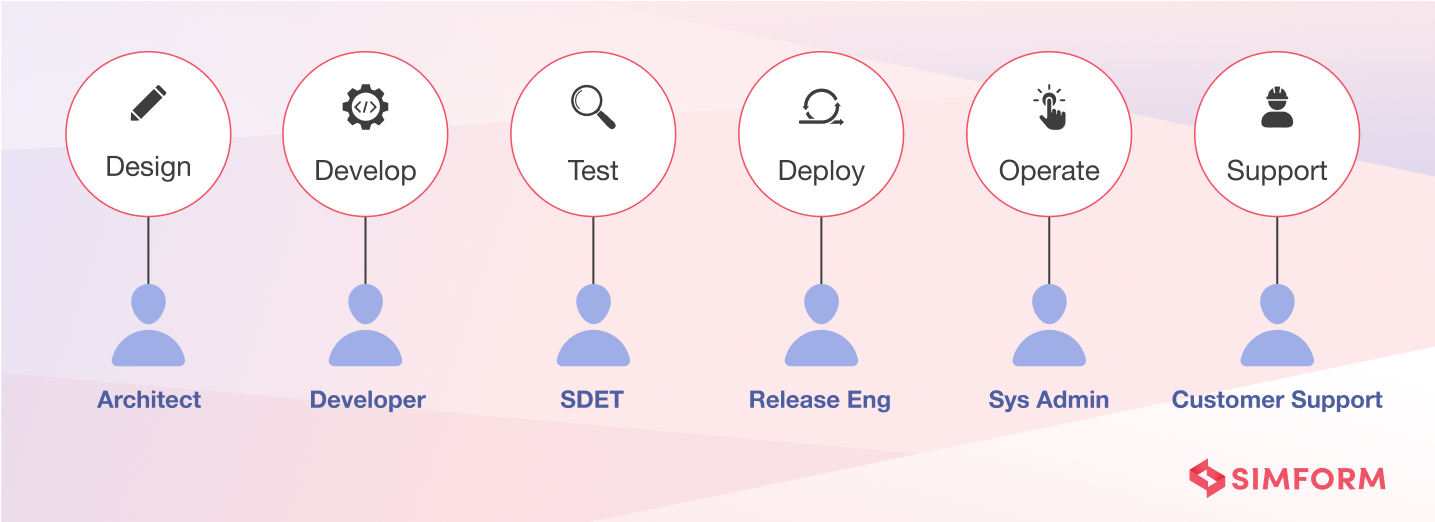 Design
Develop
Test
Deploy
Operate
Support
Architect
Developer
SDET
Release Eng
Sys Admin
Customer Support
SIMFORM